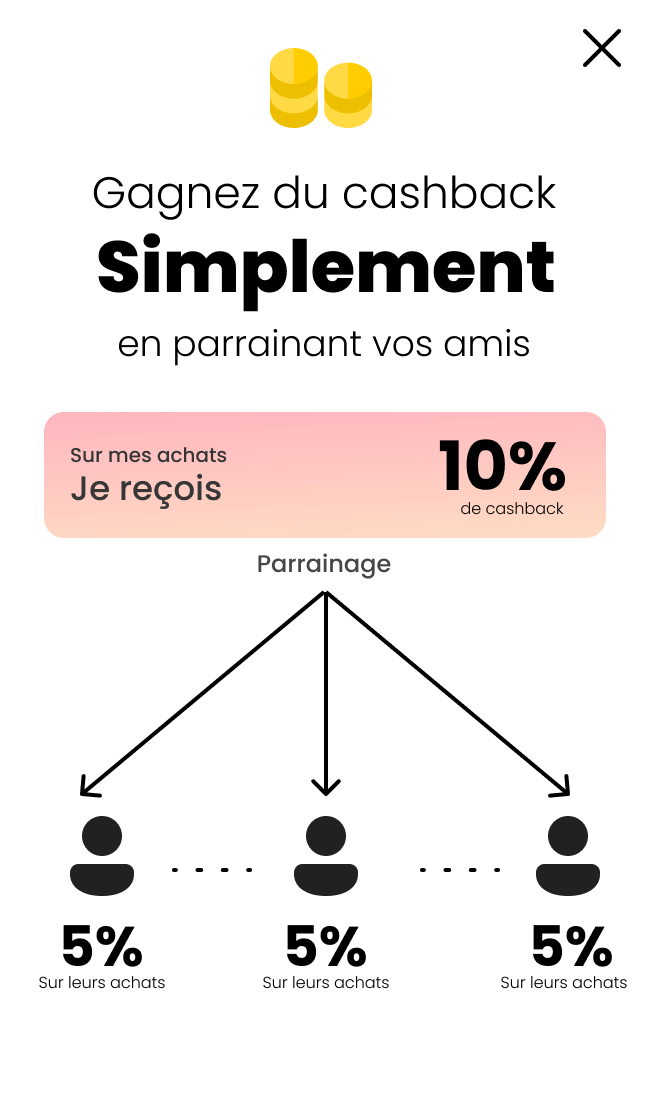 Gagnez du cashback
Simplement
en parrainant vos amis
Sur mes achats
Je reçois
10%
de cashback
Parrainage
5%
Sur leurs achats
5%
Sur leurs achats
5%
Sur leurs achats